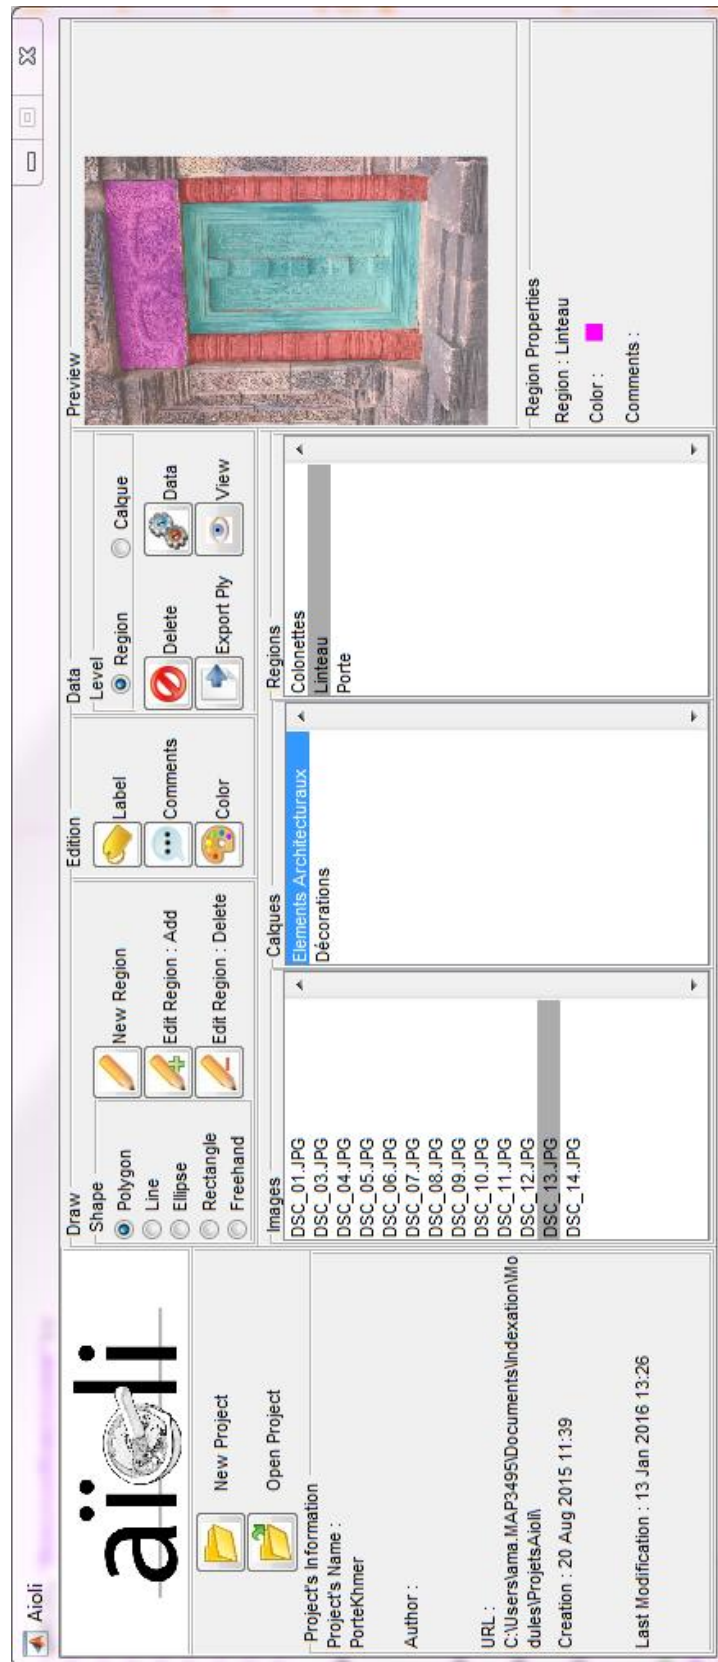 Aioli
aïoli
New Project
Open Project
Project's Information
Project's Name :
PorteKhmer
Author :
URL :
C:\Users\ama.MAP3495\Documents\Indexation\Mo
dules\ProjetsAioli\
Creation : 20 Aug 2015 11:39
Last Modification : 13 Jan 2016 13:26
Draw
Shape
Polygon
Line
Ellipse
Rectangle
Freehand
New Region
Edit Region : Add
Edit Region : Delete
Edition
Label
Comments
Color
Data
Level
Region
Calque
Delete
Data
Export Ply
View
Images
DSC_01.JPG
DSC_03.JPG
DSC_04.JPG
DSC_05.JPG
DSC_06.JPG
DSC_07.JPG
DSC_08.JPG
DSC_09.JPG
DSC_10.JPG
DSC_11.JPG
DSC_12.JPG
DSC_13.JPG
DSC_14.JPG
Calques
Elements Architecturaux
Décorations
Regions
Colonettes
Linteau
Porte
Preview
Region Properties
Region : Linteau
Color :
Comments :